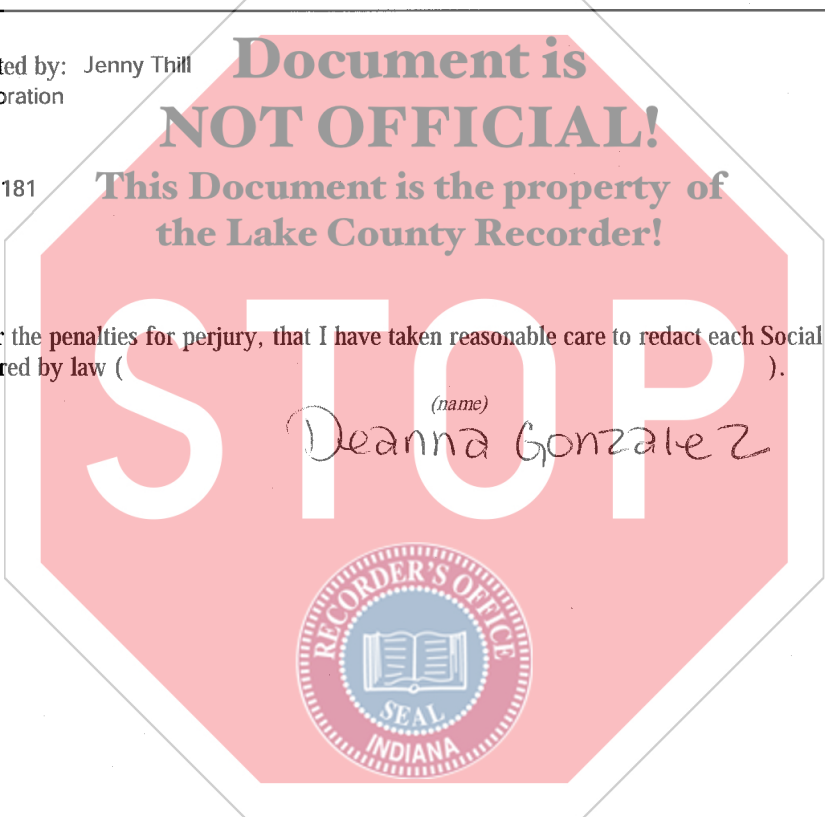 ted by: Jenny Thill
oration
Document is
NOT OFFICIAL!
181
This Document is the property of
the Lake County Recorder!
r the penalties for perjury, that I have taken reasonable care to redact each Social
red by law ( ).
(name)
Deanna Gonzalez
STOP
RECORDER'S OFFICE
SEAL
INDIANA